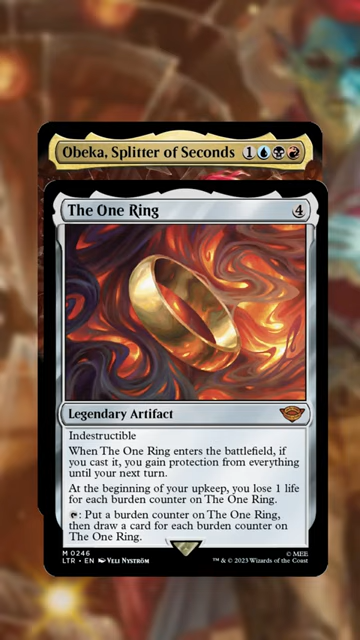 Obeka, Splitter of Seconds 1
The One Ring 4
Legendary Artifact
Indestructible
When The One Ring enters the battlefield, if
you cast it, you gain protection from everything
until your next turn.
At the beginning of your upkeep, you lose 1 life
for each burden counter on The One Ring.
: Put a burden counter on The One Ring,
then draw a card for each burden counter on
The One Ring.
M 0246
LTR • EN VELI NYSTRÖM
© MEE
™ & © 2023 Wizards of the Coast